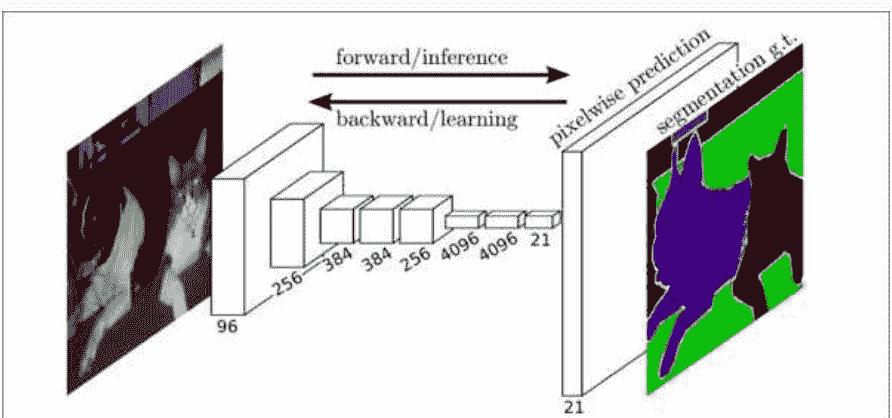 forward/inference
backward/learning
pixelwise prediction
segmentation g.t.
96
256
384
384
256
4096
4096
21
21